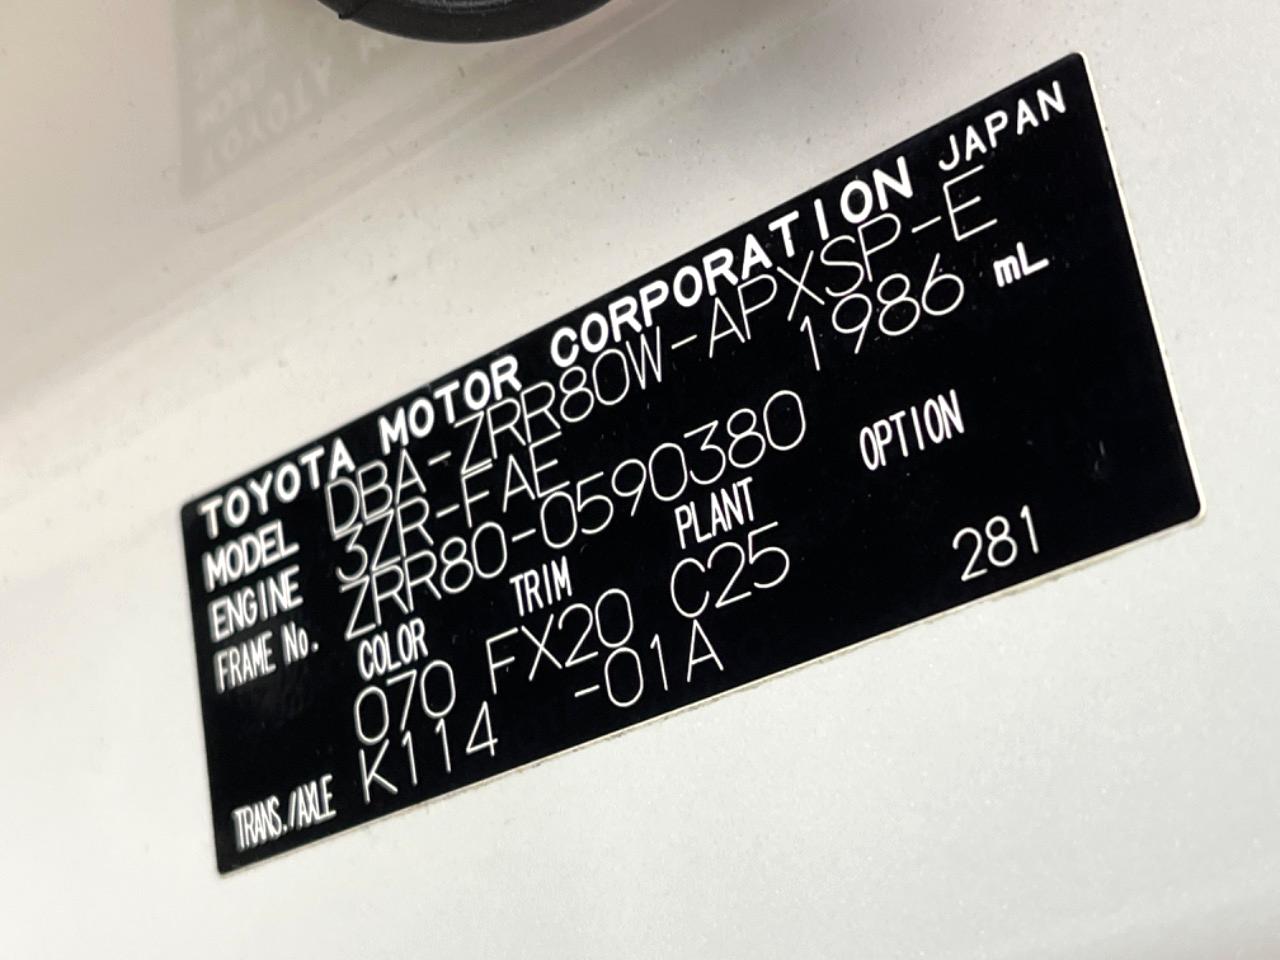 TOYOTA MOTOR CORPORATION JAPAN
MODEL DBA-ZRR80W-APXSP-E
ENGINE 3ZR-FAE 1986 mL
FRAME No. ZRR80-0590380
COLOR TRIM PLANT OPTION
070 FX20 C25 281
TRANS./AXLE K114 -01A